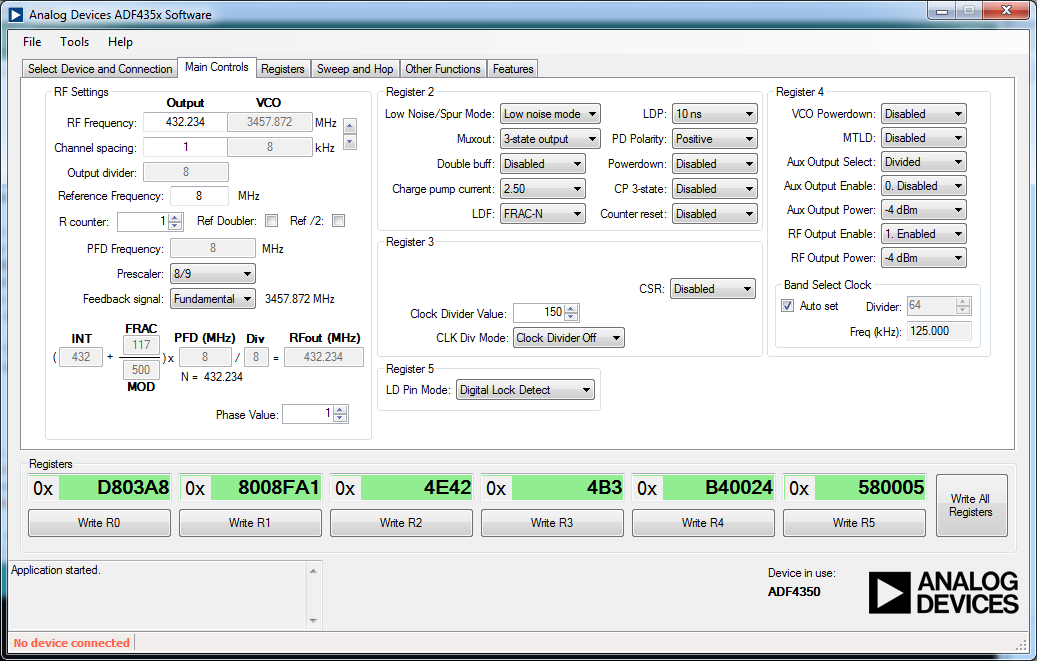 Analog Devices ADF435x Software
File Tools Help
Select Device and Connection Main Controls Registers Sweep and Hop Other Functions Features
RF Settings
Output VCO
RF Frequency: 432.234 3457.872 MHz
Channel spacing: 1 8 kHz
Output divider: 8
Reference Frequency: 8 MHz
R counter: 1 Ref Doubler: Ref /2:
PFD Frequency: 8 MHz
Prescaler: 8/9
Feedback signal: Fundamental 3457.872 MHz
INT FRAC PFD (MHz) Div RFout (MHz)
( 432 + 117 ) x 8 / 8 = 432.234
500
MOD
N = 432.234
Phase Value: 1
Register 2
Low Noise/Spur Mode: Low noise mode LDP: 10 ns
Muxout: 3-state output PD Polarity: Positive
Double buff: Disabled Powerdown: Disabled
Charge pump current: 2.50 CP 3-state: Disabled
LDF: FRAC-N Counter reset: Disabled
Register 3
CSR: Disabled
Clock Divider Value: 150
CLK Div Mode: Clock Divider Off
Register 5
LD Pin Mode: Digital Lock Detect
Register 4
VCO Powerdown: Disabled
MTLD: Disabled
Aux Output Select: Divided
Aux Output Enable: 0. Disabled
Aux Output Power: -4 dBm
RF Output Enable: 1. Enabled
RF Output Power: -4 dBm
Band Select Clock
Auto set Divider: 64
Freq (kHz): 125.000
Registers
0x D803A8 0x 8008FA1 0x 4E42 0x 4B3 0x B40024 0x 580005
Write R0 Write R1 Write R2 Write R3 Write R4 Write R5
Write All
Registers
Application started.
Device in use:
ADF4350
ANALOG
DEVICES
No device connected